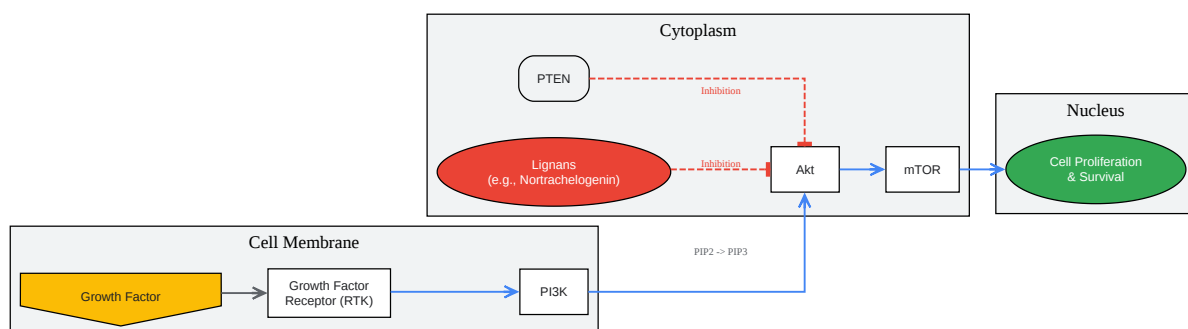 Cytoplasm
PTEN
Inhibition
Lignans
(e.g., Nortrachelogenin)
Inhibition
Akt
mTOR
Nucleus
Cell Proliferation
& Survival
Cell Membrane
PIP2 -> PIP3
Growth Factor
Growth Factor
Receptor (RTK)
PI3K